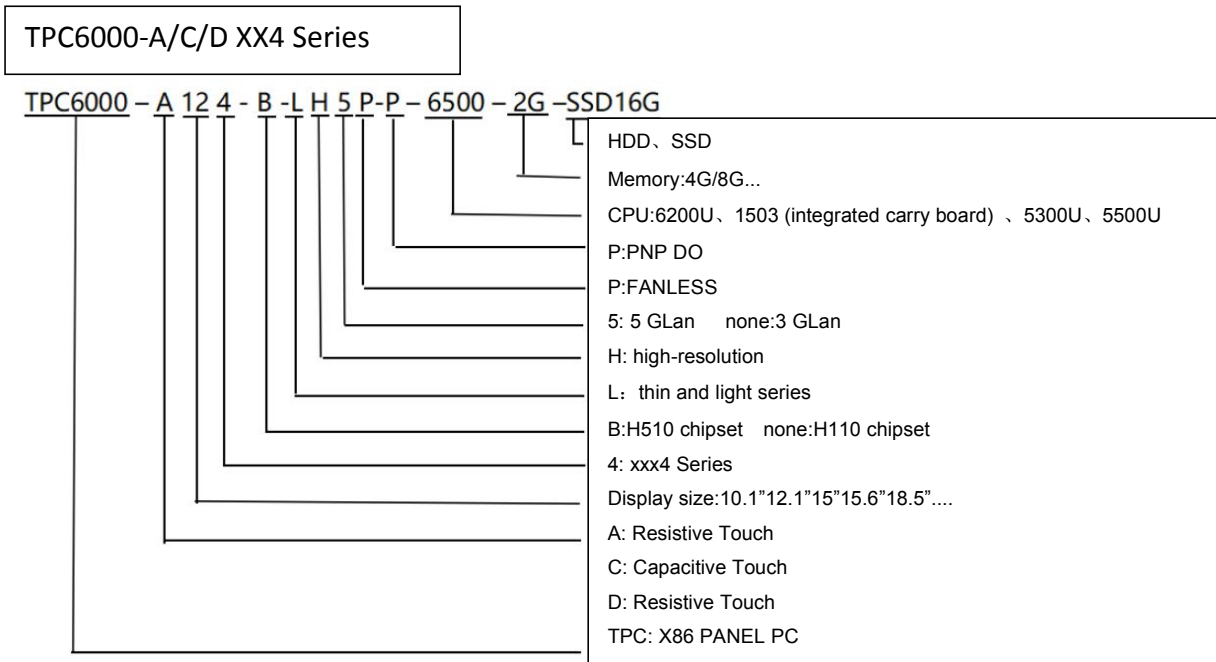 TPC6000-A/C/D XX4 Series
TPC6000 – A 12 4 - B -L H 5 P-P – 6500 – 2G –SSD16G
HDD、SSD
Memory:4G/8G...
CPU:6200U、1503 (integrated carry board) 、5300U、5500U
P:PNP DO
P:FANLESS
5: 5 GLan none:3 GLan
H: high-resolution
L：thin and light series
B:H510 chipset none:H110 chipset
4: xxx4 Series
Display size:10.1”12.1”15”15.6”18.5”....
A: Resistive Touch
C: Capacitive Touch
D: Resistive Touch
TPC: X86 PANEL PC